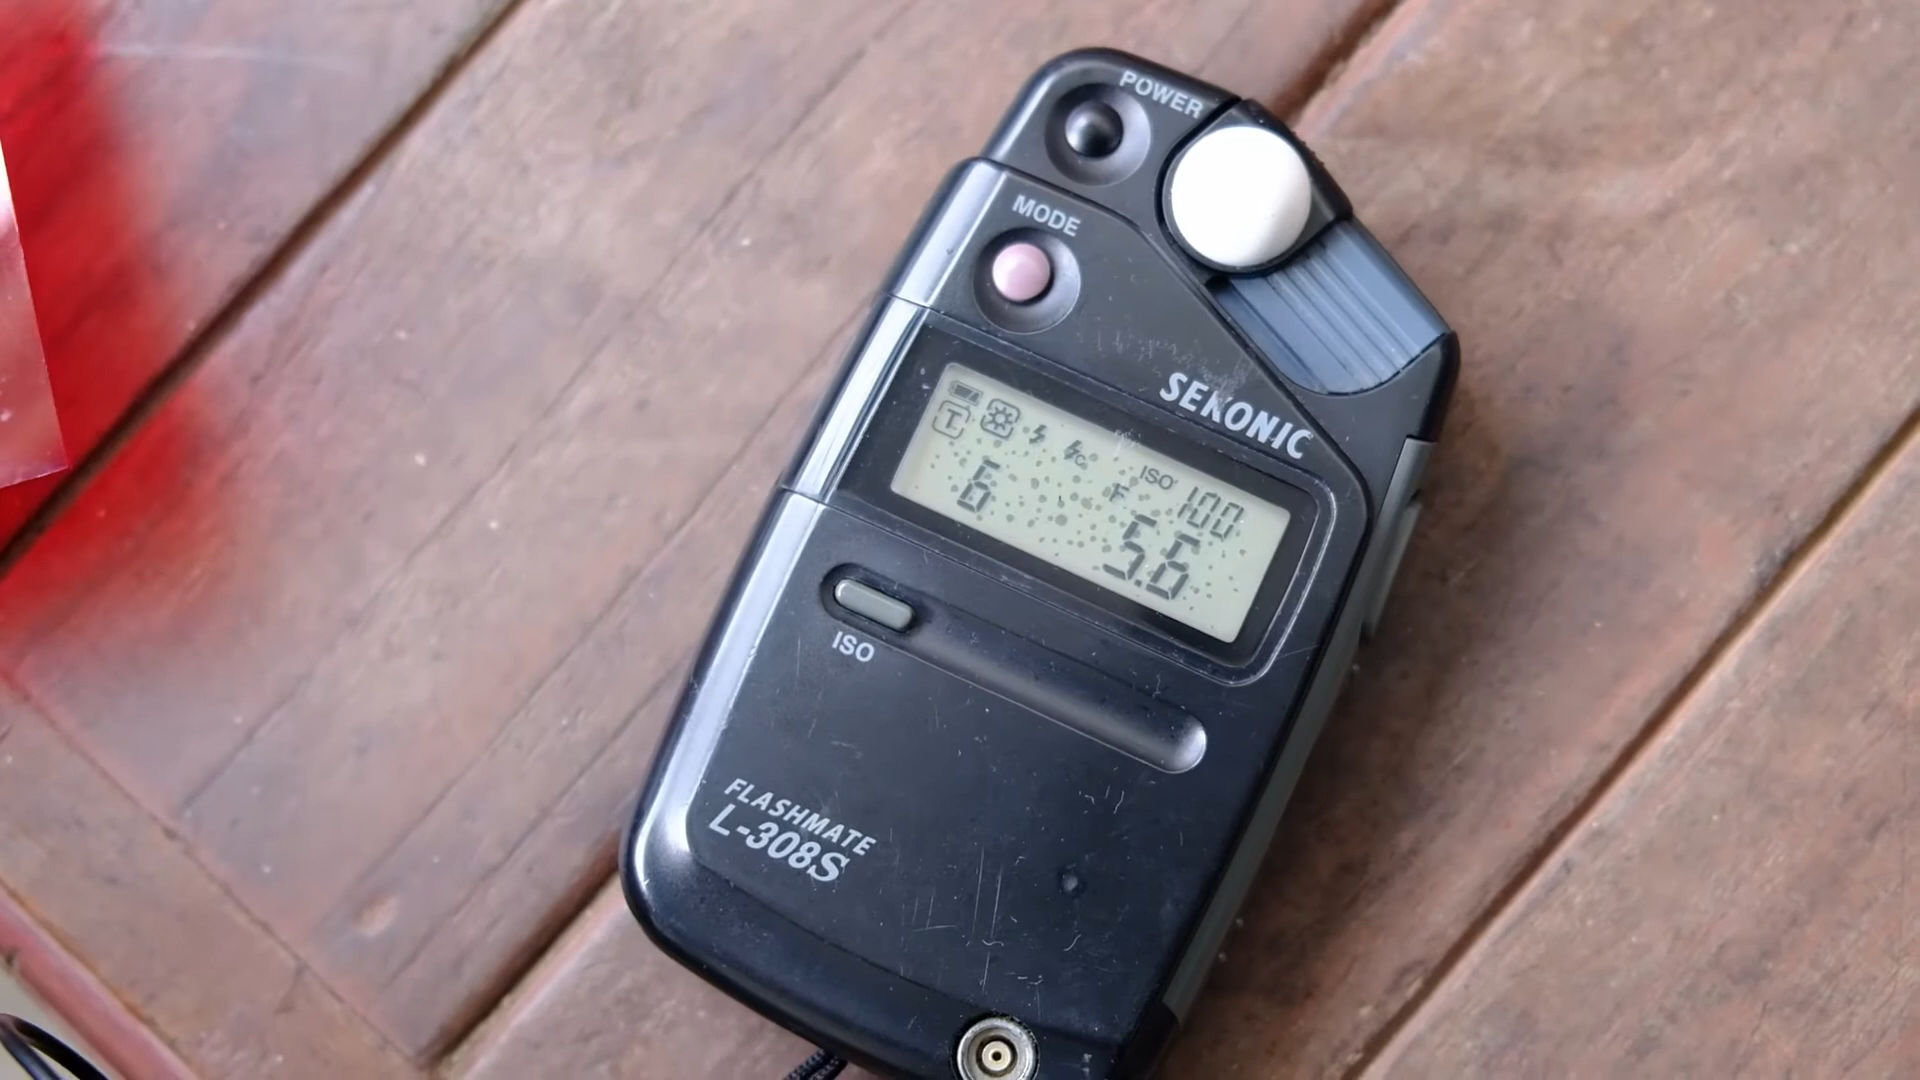 POWER
MODE
SEKONIC
T
C
ISO 100
6 F 5.6
ISO
FLASHMATE
L-308S